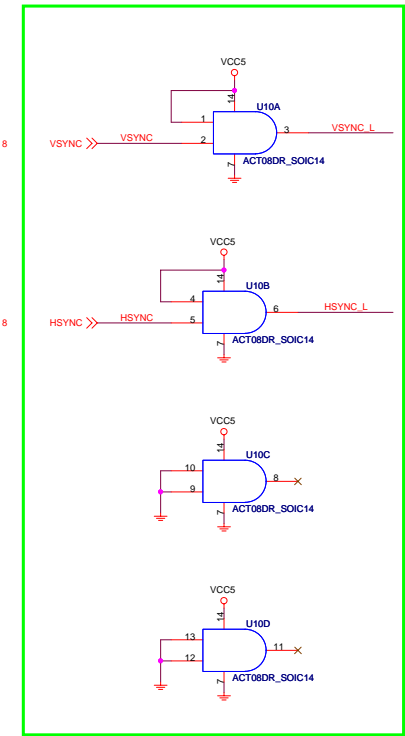 VCC5
14
U10A
1
3
VSYNC_L
8
VSYNC
VSYNC
2
7
ACT08DR_SOIC14
VCC5
14
U10B
4
6
HSYNC_L
8
HSYNC
HSYNC
5
7
ACT08DR_SOIC14
VCC5
14
U10C
10
8
9
7
ACT08DR_SOIC14
VCC5
14
U10D
13
11
12
7
ACT08DR_SOIC14